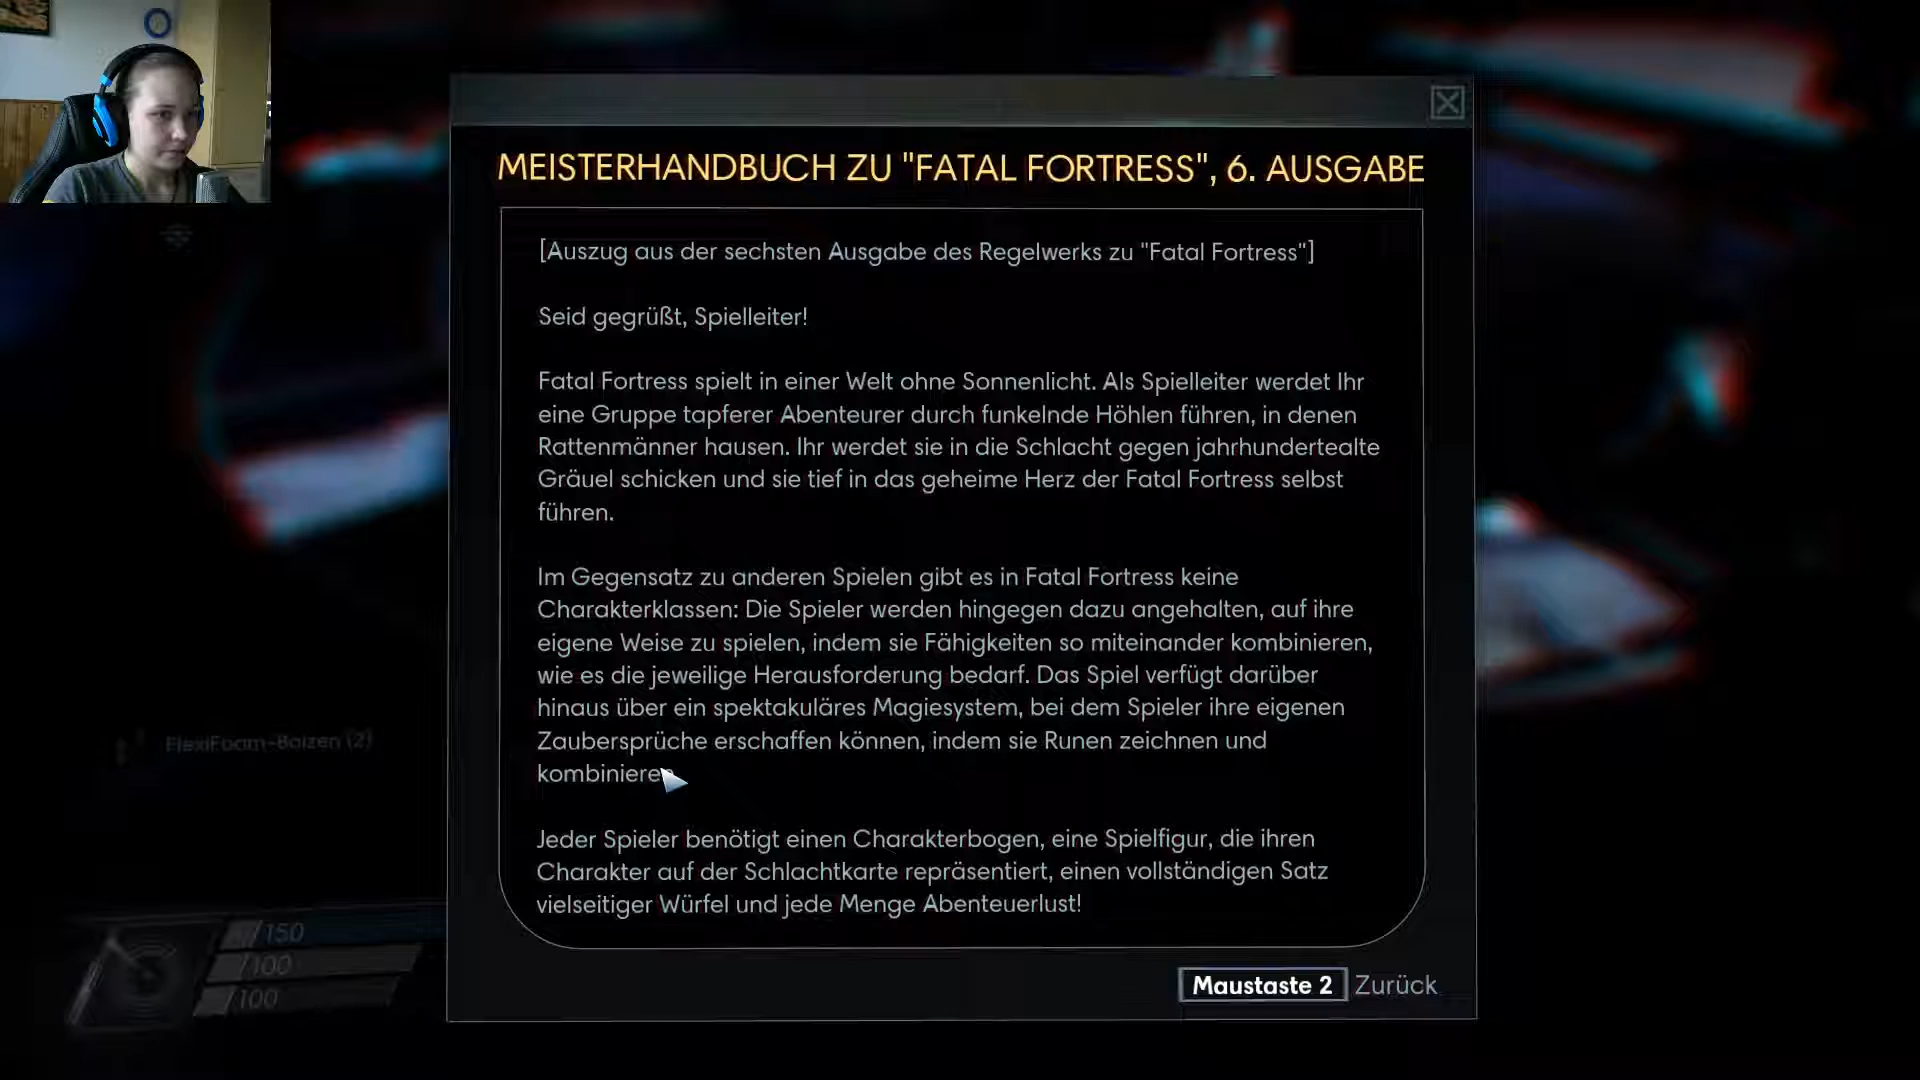 MEISTERHANDBUCH ZU "FATAL FORTRESS", 6. AUSGABE
[Auszug aus der sechsten Ausgabe des Regelwerks zu "Fatal Fortress"]
Seid gegrüßt, Spielleiter!
Fatal Fortress spielt in einer Welt ohne Sonnenlicht. Als Spielleiter werdet Ihr
eine Gruppe tapferer Abenteurer durch funkelnde Höhlen führen, in denen
Rattenmänner hausen. Ihr werdet sie in die Schlacht gegen jahrhundertealte
Gräuel schicken und sie tief in das geheime Herz der Fatal Fortress selbst
führen.
Im Gegensatz zu anderen Spielen gibt es in Fatal Fortress keine
Charakterklassen: Die Spieler werden hingegen dazu angehalten, auf ihre
eigene Weise zu spielen, indem sie Fähigkeiten so miteinander kombinieren,
wie es die jeweilige Herausforderung bedarf. Das Spiel verfügt darüber
hinaus über ein spektakuläres Magiesystem, bei dem Spieler ihre eigenen
Zaubersprüche erschaffen können, indem sie Runen zeichnen und
kombinieren
FlexiFoam-Bolzen (2)
Jeder Spieler benötigt einen Charakterbogen, eine Spielfigur, die ihren
Charakter auf der Schlachtkarte repräsentiert, einen vollständigen Satz
vielseitiger Würfel und jede Menge Abenteuerlust!
/150
/100
/100
Maustaste 2 Zurück